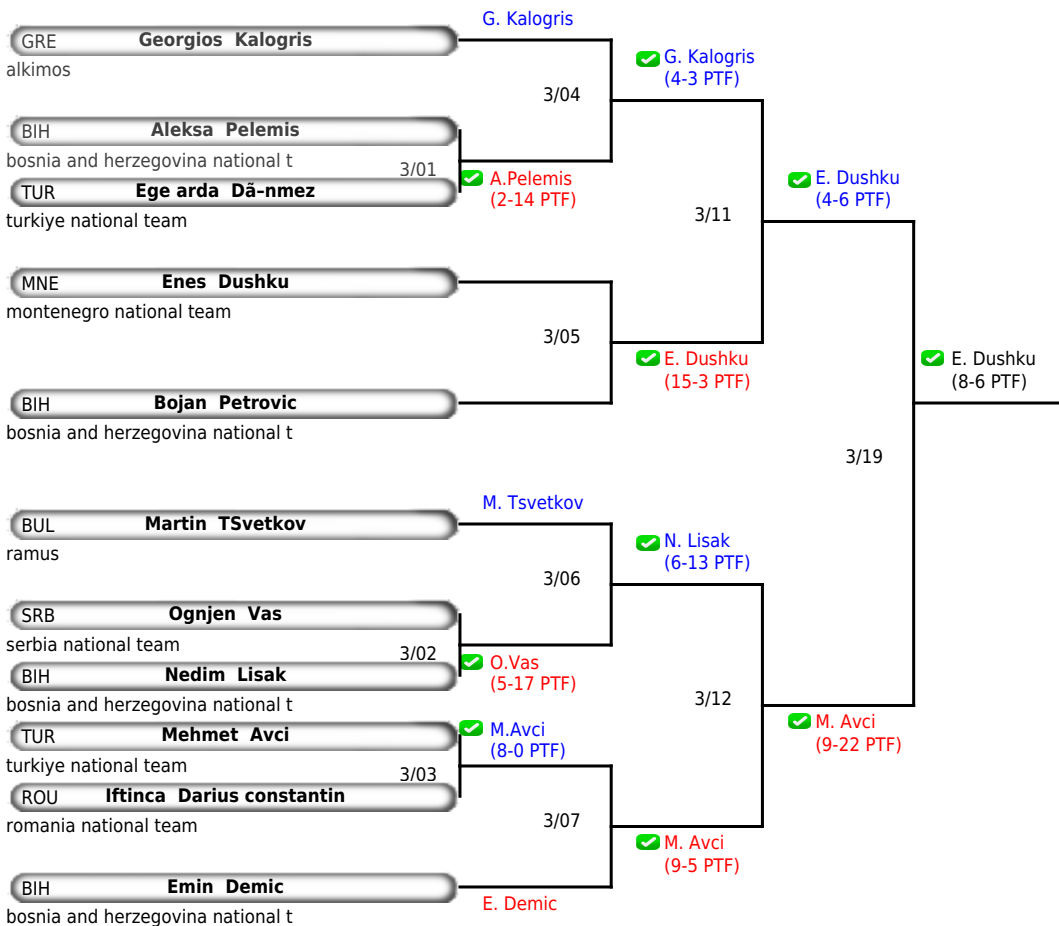 G. Kalogris
GRE Georgios Kalogris
alkimos
G. Kalogris
(4-3 PTF)
3/04
BIH Aleksa Pelemis
bosnia and herzegovina national t
3/01
A.Pelemis
(2-14 PTF)
TUR Ege arda Dã-nmez
turkiye national team
E. Dushku
(4-6 PTF)
3/11
MNE Enes Dushku
montenegro national team
3/05
E. Dushku
(15-3 PTF)
BIH Bojan Petrovic
bosnia and herzegovina national t
E. Dushku
(8-6 PTF)
3/19
M. Tsvetkov
BUL Martin TSvetkov
ramus
N. Lisak
(6-13 PTF)
3/06
SRB Ognjen Vas
serbia national team
3/02
O.Vas
(5-17 PTF)
BIH Nedim Lisak
bosnia and herzegovina national t
3/12
M. Avci
(9-22 PTF)
TUR Mehmet Avci
turkiye national team
M.Avci
(8-0 PTF)
3/03
ROU Iftinca Darius constantin
romania national team
3/07
M. Avci
(9-5 PTF)
BIH Emin Demic
bosnia and herzegovina national t
E. Demic